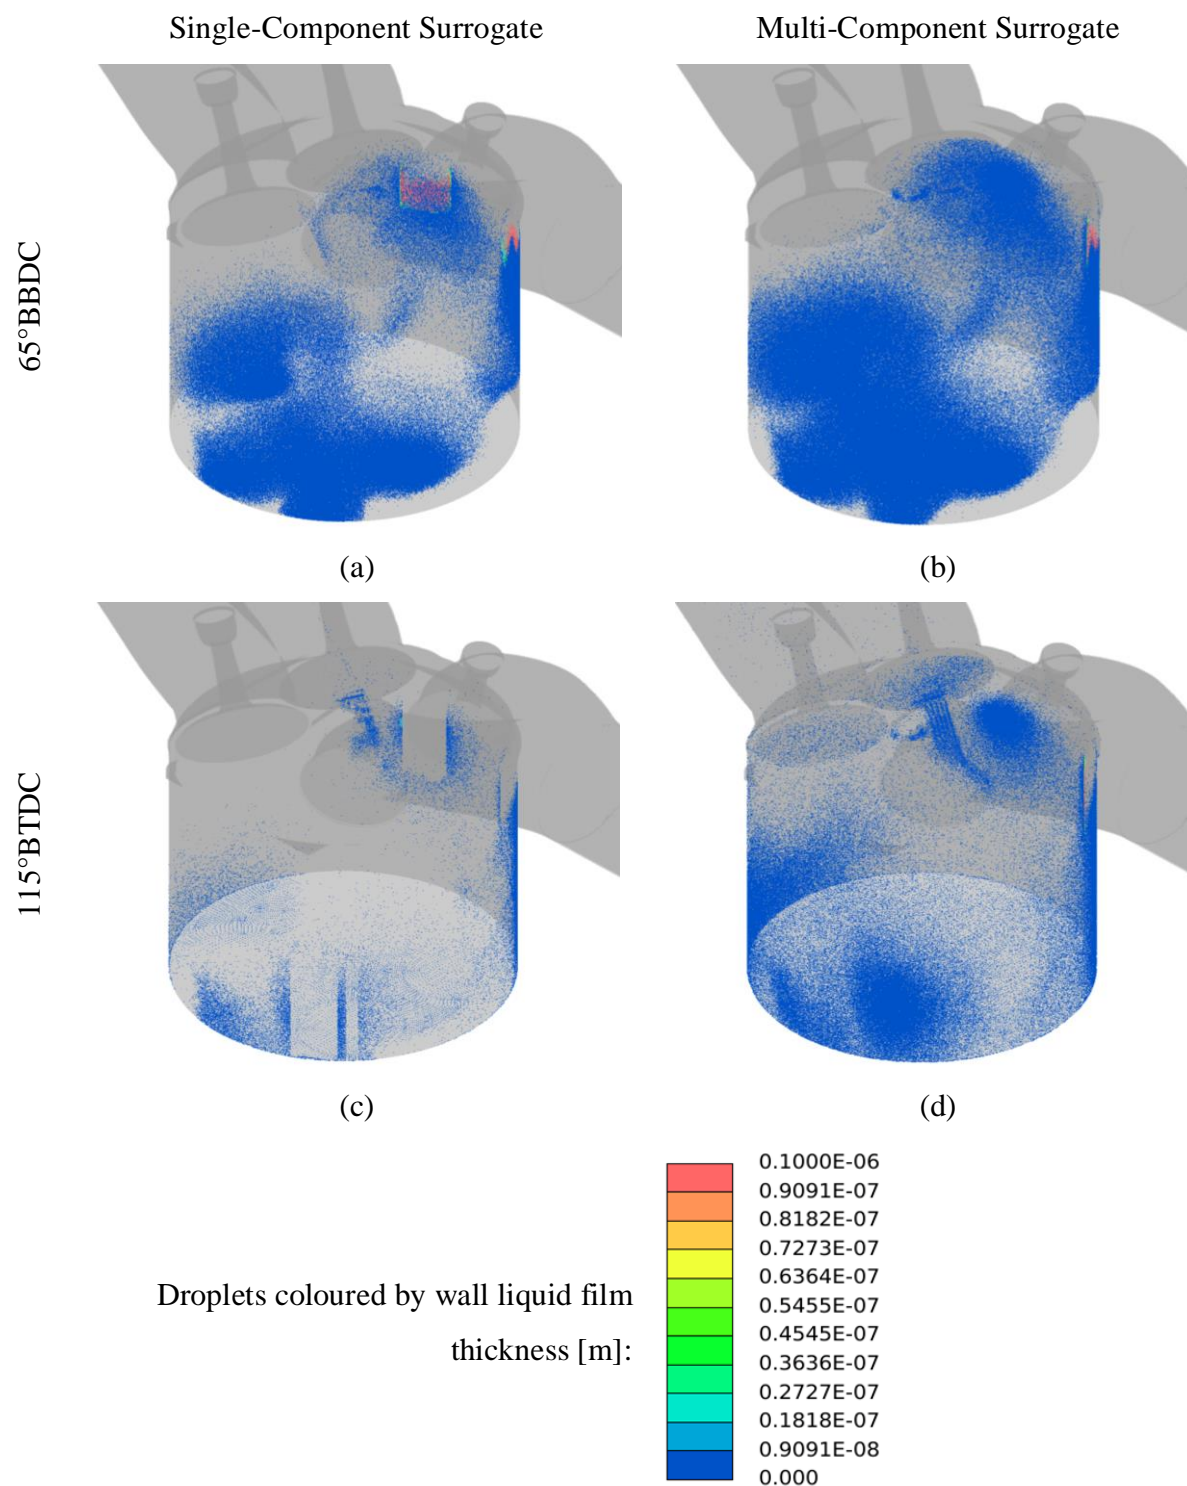 Single-Component Surrogate
Multi-Component Surrogate
65°BBDC
(a)
(b)
115°BTDC
(c)
(d)
Droplets coloured by wall liquid film
thickness [m]:
0.1000E-06
0.9091E-07
0.8182E-07
0.7273E-07
0.6364E-07
0.5455E-07
0.4545E-07
0.3636E-07
0.2727E-07
0.1818E-07
0.9091E-08
0.000